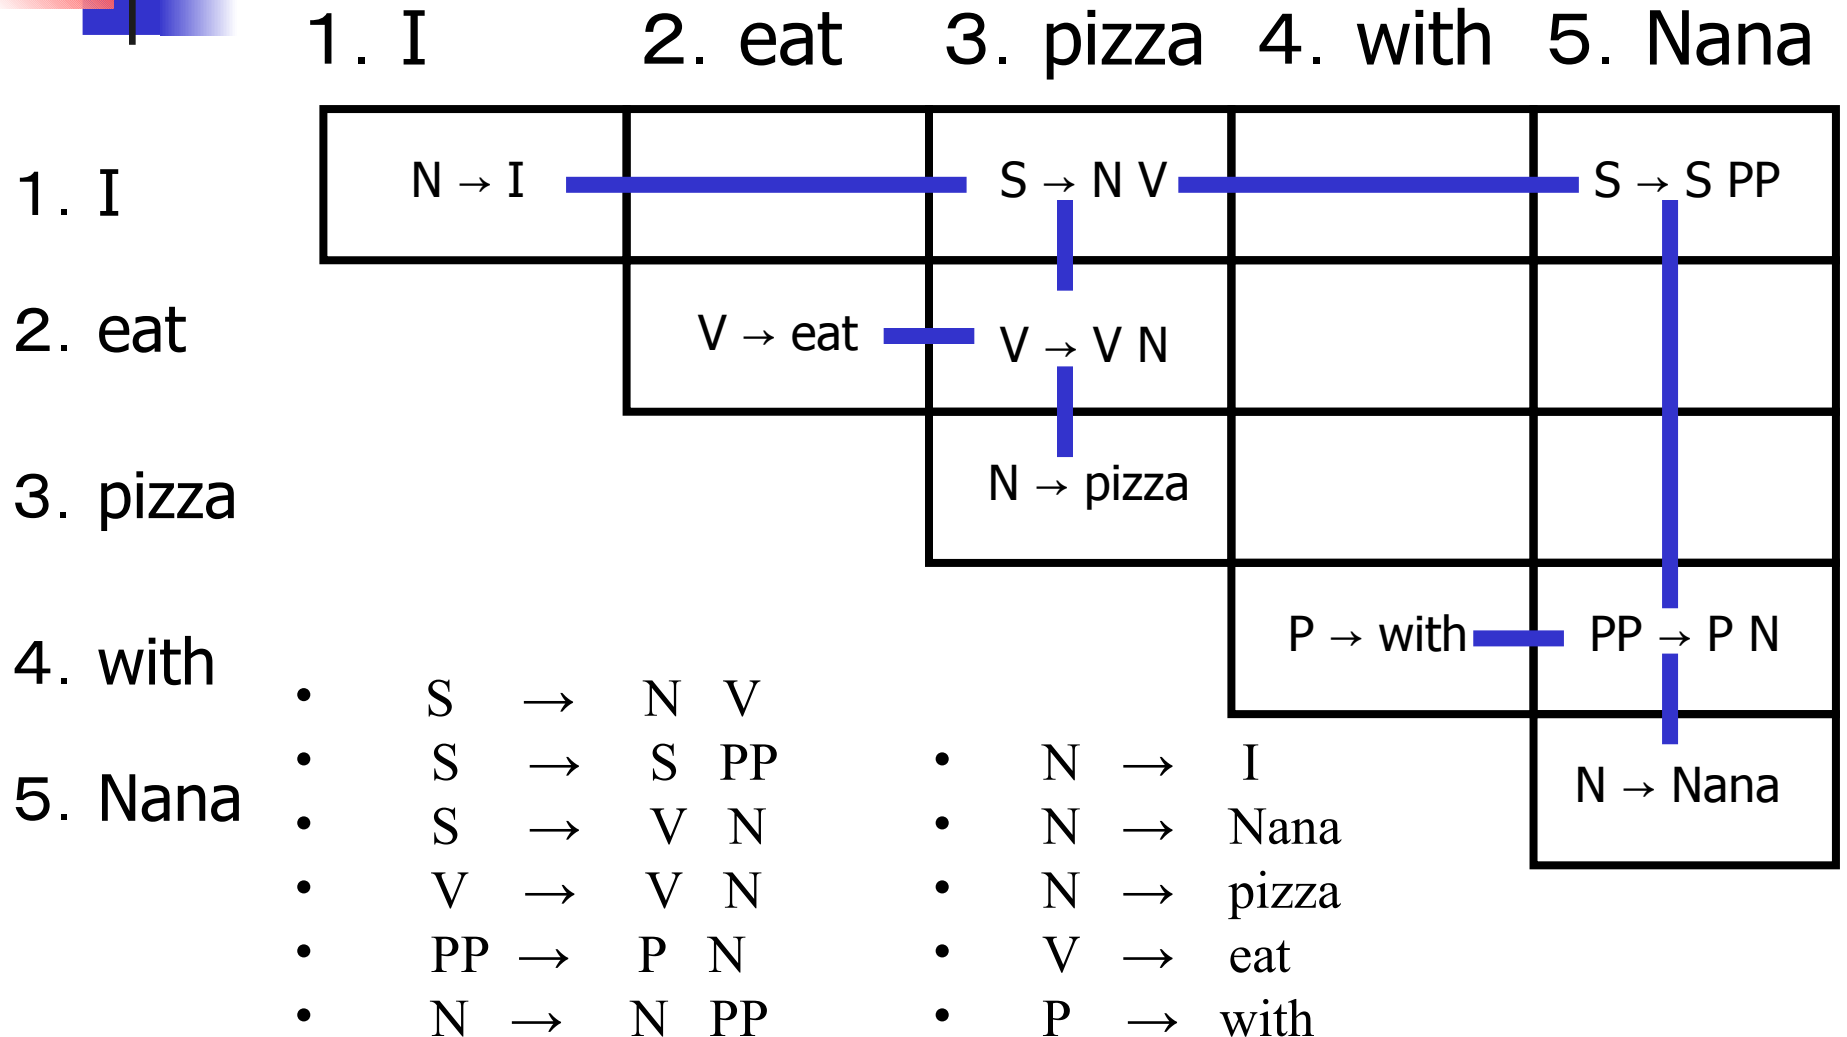 1. I 2. eat 3. pizza 4. with 5. Nana
1. I N → I S → N V S → S PP
2. eat V → eat V → V N
3. pizza N → pizza
4. with P → with PP → P N
5. Nana N → Nana
• S → N V
• S → S PP • N → I
• S → V N • N → Nana
• V → V N • N → pizza
• PP → P N • V → eat
• N → N PP • P → with